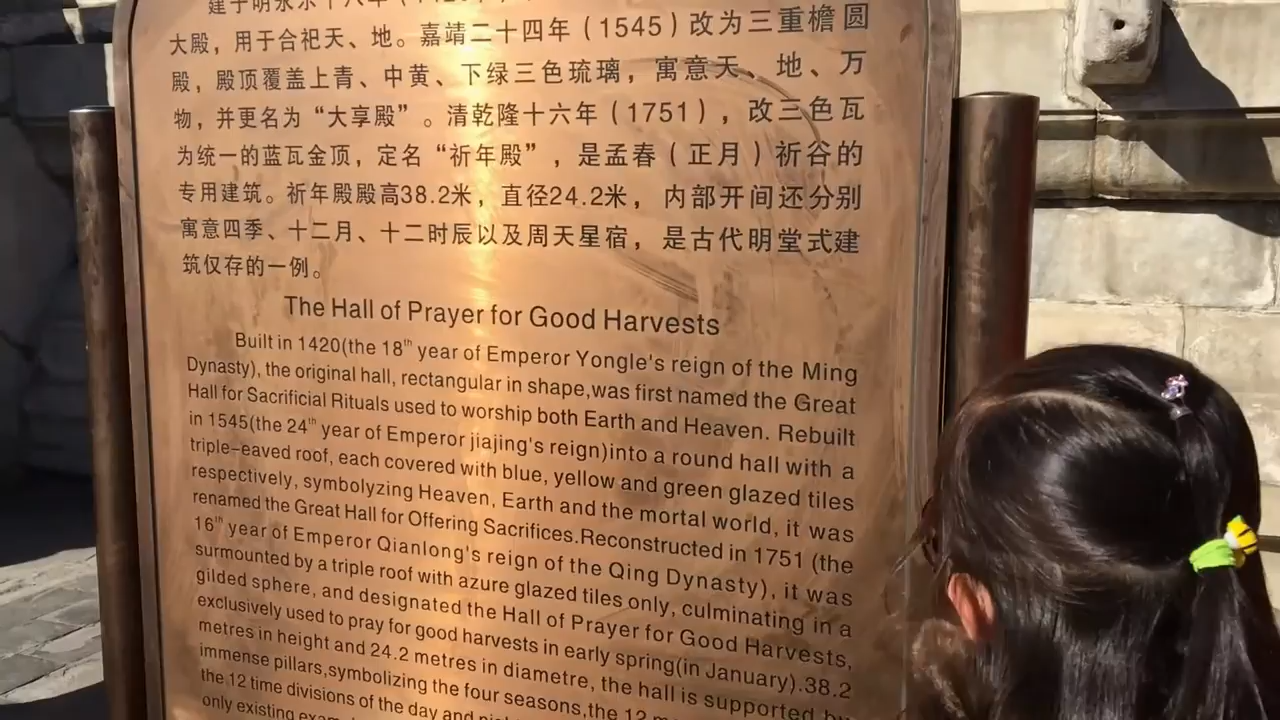 建于明永乐十八年
大殿，用于合祀天、地。嘉靖二十四年（1545）改为三重檐圆
殿，殿顶覆盖上青、中黄、下绿三色琉璃，寓意天、地、万
物，并更名为“大享殿”。清乾隆十六年（1751），改三色瓦
为统一的蓝瓦金顶，定名“祈年殿”，是孟春（正月）祈谷的
专用建筑。祈年殿殿高38.2米，直径24.2米，内部开间还分别
寓意四季、十二月、十二时辰以及周天星宿，是古代明堂式建
筑仅存的一例。
The Hall of Prayer for Good Harvests
Built in 1420(the 18th year of Emperor Yongle's reign of the Ming
Dynasty), the original hall, rectangular in shape,was first named the Great
Hall for Sacrificial Rituals used to worship both Earth and Heaven. Rebuilt
in 1545(the 24th year of Emperor jiajing's reign)into a round hall with a
triple-eaved roof, each covered with blue, yellow and green glazed tiles
respectively, symbolyzing Heaven, Earth and the mortal world, it was
renamed the Great Hall for Offering Sacrifices.Reconstructed in 1751 (the
16th year of Emperor Qianlong's reign of the Qing Dynasty), it was
surmounted by a triple roof with azure glazed tiles only, culminating in a
gilded sphere, and designated the Hall of Prayer for Good Harvests,
exclusively used to pray for good harvests in early spring(in January).38.2
metres in height and 24.2 metres in diametre, the hall is supported by
immense pillars,symbolizing the four seasons,the 12
the 12 time divisions of the day and
only existing